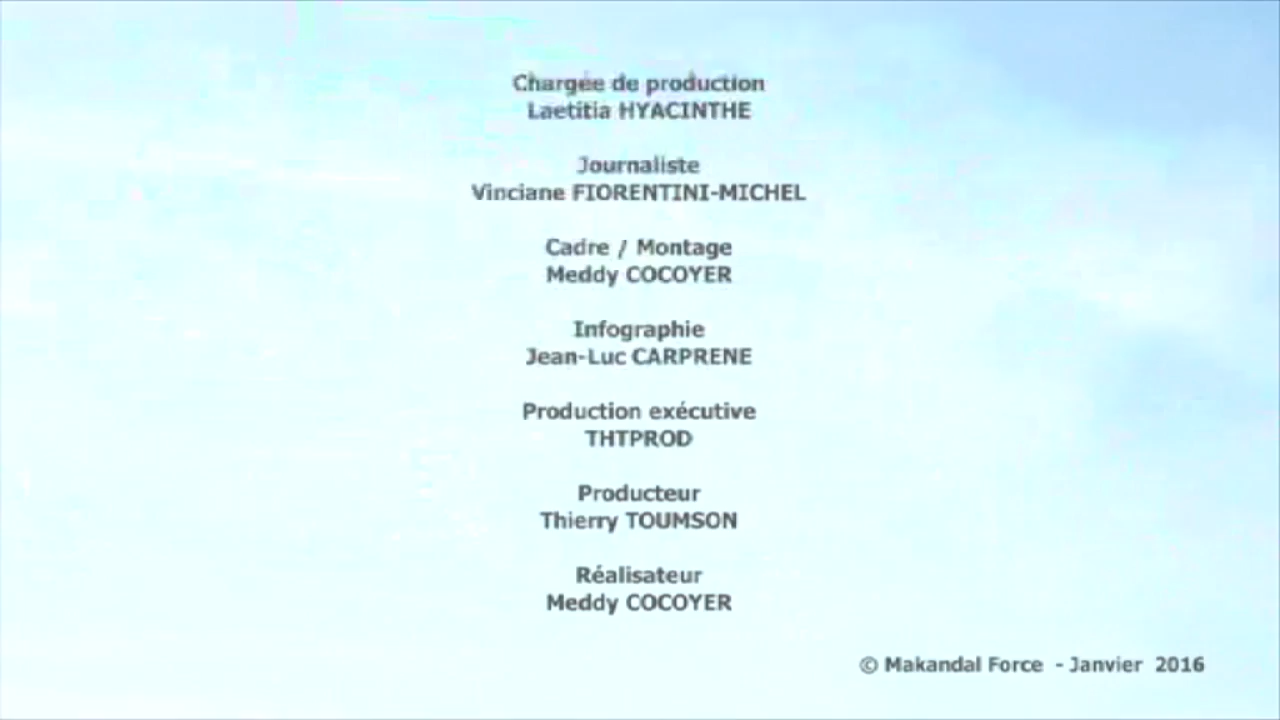 Chargée de production
Laetitia HYACINTHE
Journaliste
Vinciane FIORENTINI-MICHEL
Cadre / Montage
Meddy COCOYER
Infographie
Jean-Luc CARPRENE
Production exécutive
THTPROD
Producteur
Thierry TOUMSON
Réalisateur
Meddy COCOYER
© Makandal Force - Janvier 2016